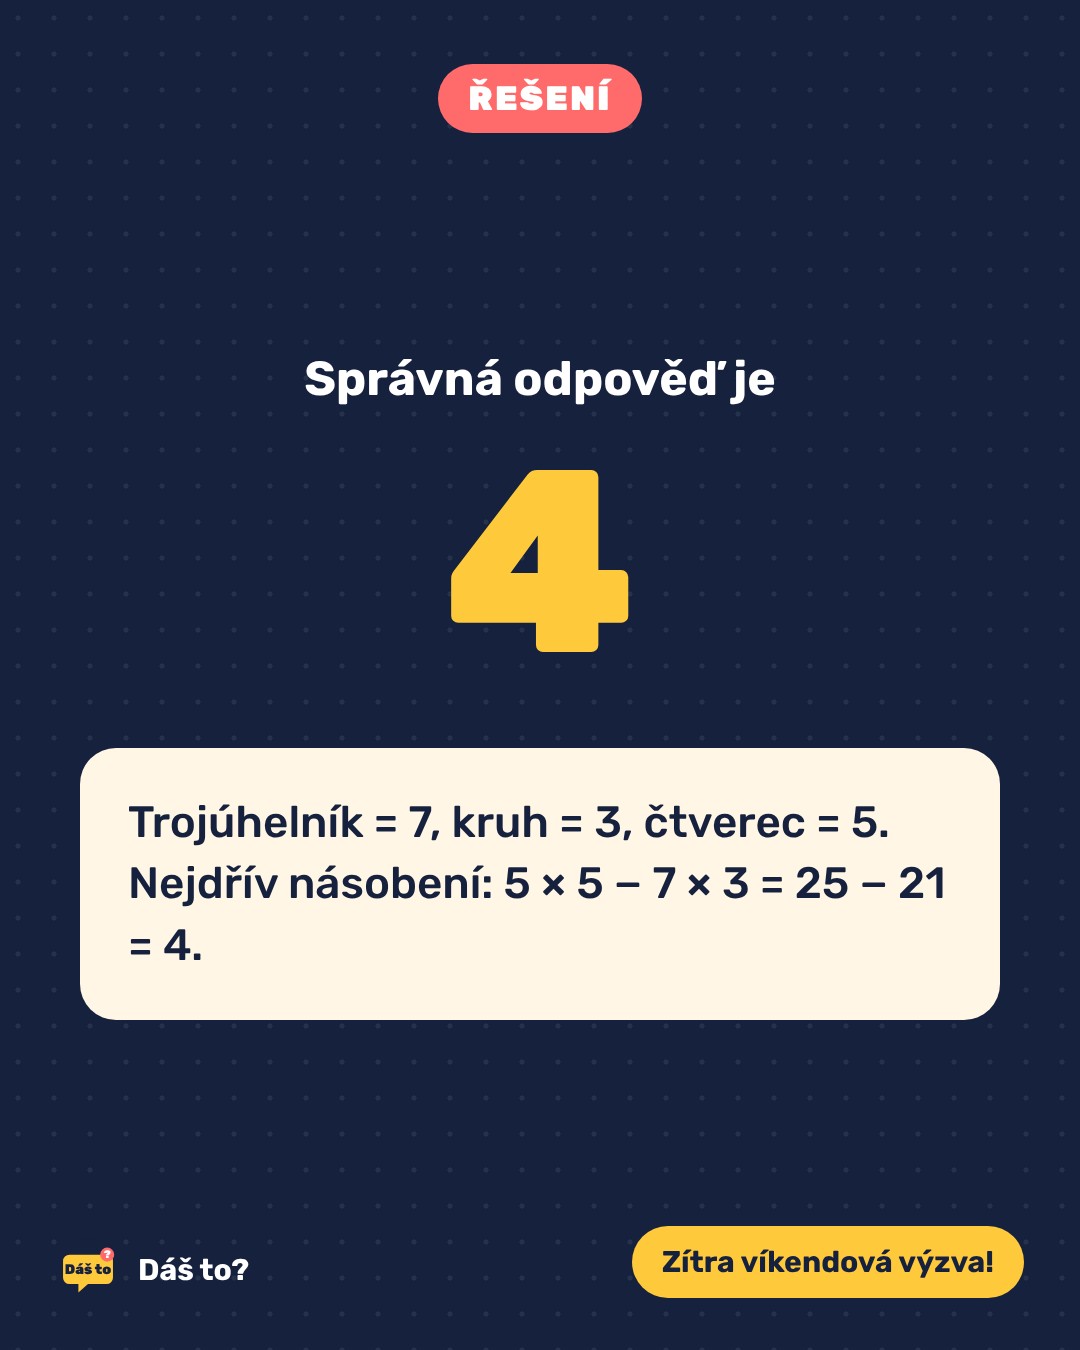 ŘEŠENÍ
Správná odpověď je
4
Trojúhelník = 7, kruh = 3, čtverec = 5.
Nejdřív násobení: 5 × 5 – 7 × 3 = 25 – 21
= 4.
?
Dáš to
Dáš to?
Zítra víkendová výzva!